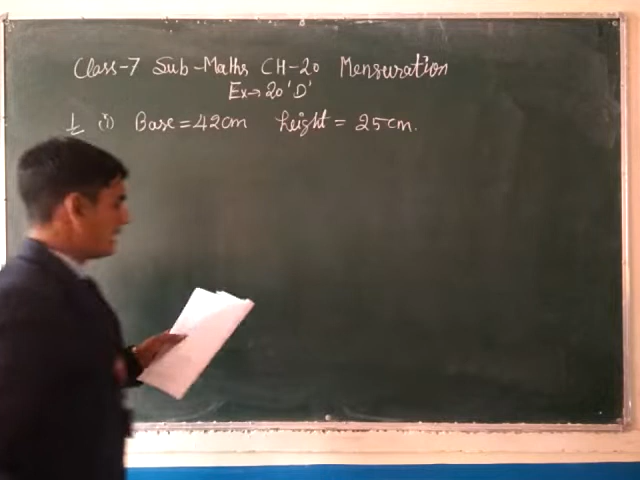 Class-7 Sub-Maths CH-20 Mensuration
Ex→20'D'
1 (i) Base = 42cm height = 25cm.